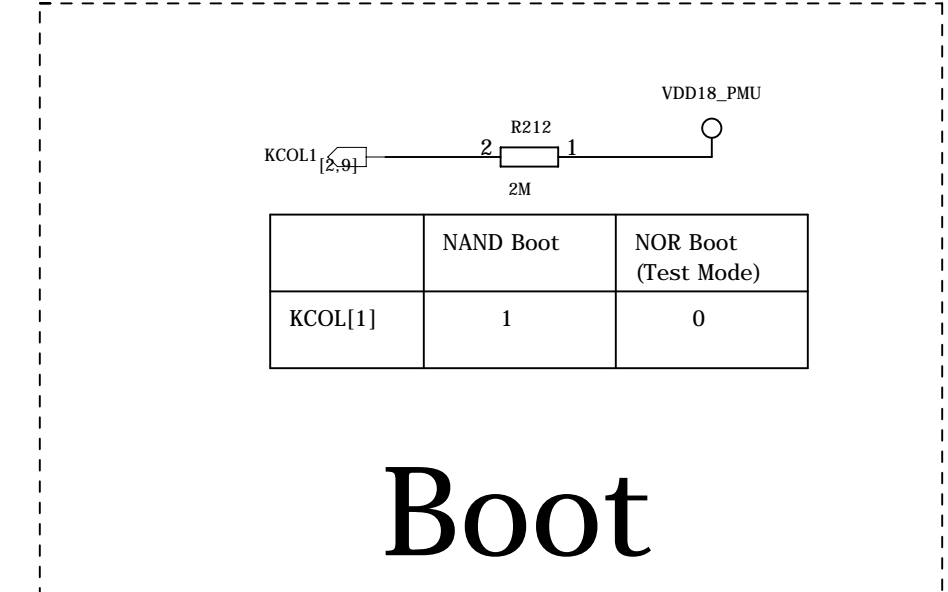 VDD18_PMU
R212
KCOL1 [2,9] 2 1
2M
NAND Boot NOR Boot
(Test Mode)
KCOL[1] 1 0
Boot